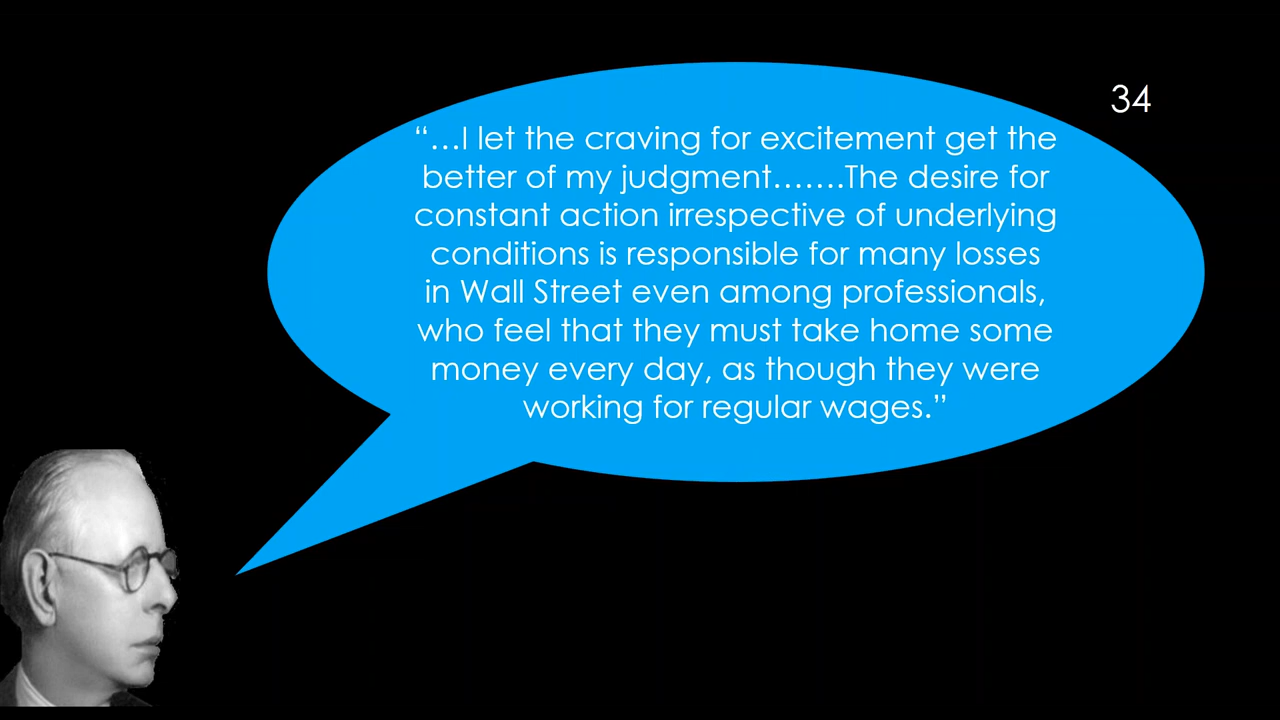 34
“…I let the craving for excitement get the
better of my judgment…….The desire for
constant action irrespective of underlying
conditions is responsible for many losses
in Wall Street even among professionals,
who feel that they must take home some
money every day, as though they were
working for regular wages.”